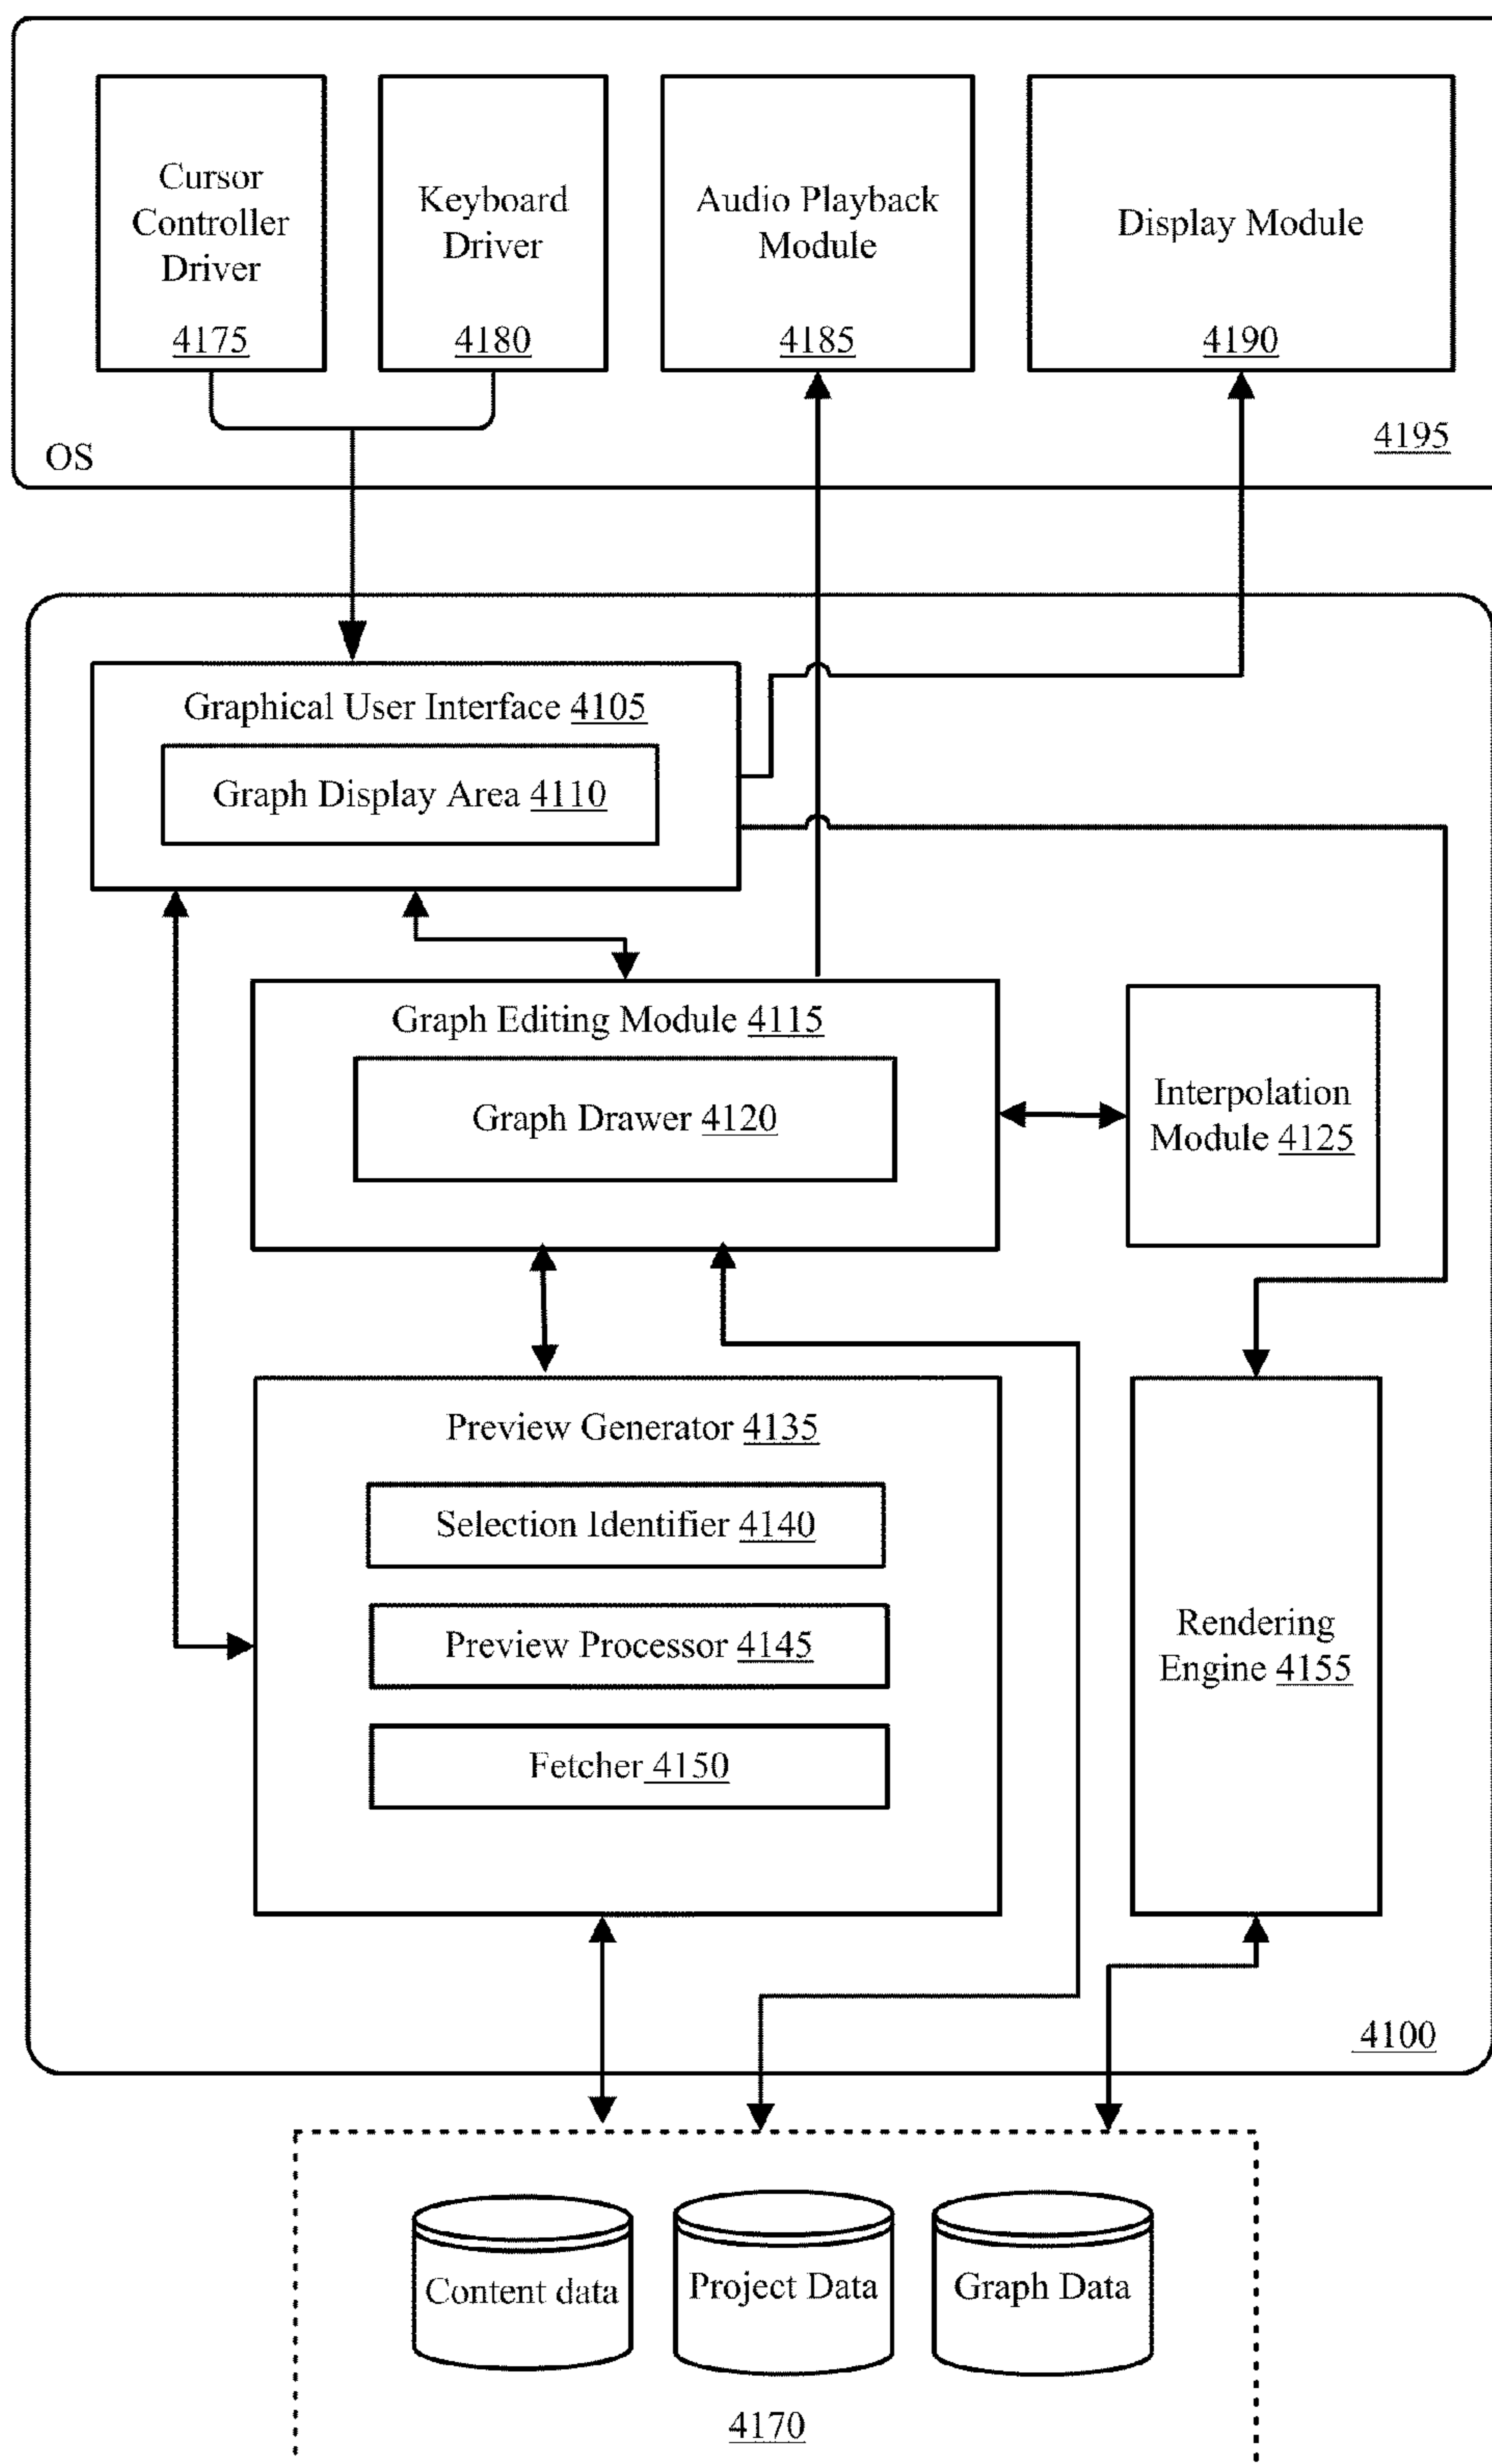 Cursor
Controller
Driver
4175
Keyboard
Driver
4180
Audio Playback
Module
4185
Display Module
4190
OS
4195
Graphical User Interface 4105
Graph Display Area 4110
Graph Editing Module 4115
Graph Drawer 4120
Interpolation
Module 4125
Preview Generator 4135
Selection Identifier 4140
Preview Processor 4145
Fetcher 4150
Rendering
Engine 4155
4100
Content data
Project Data
Graph Data
4170